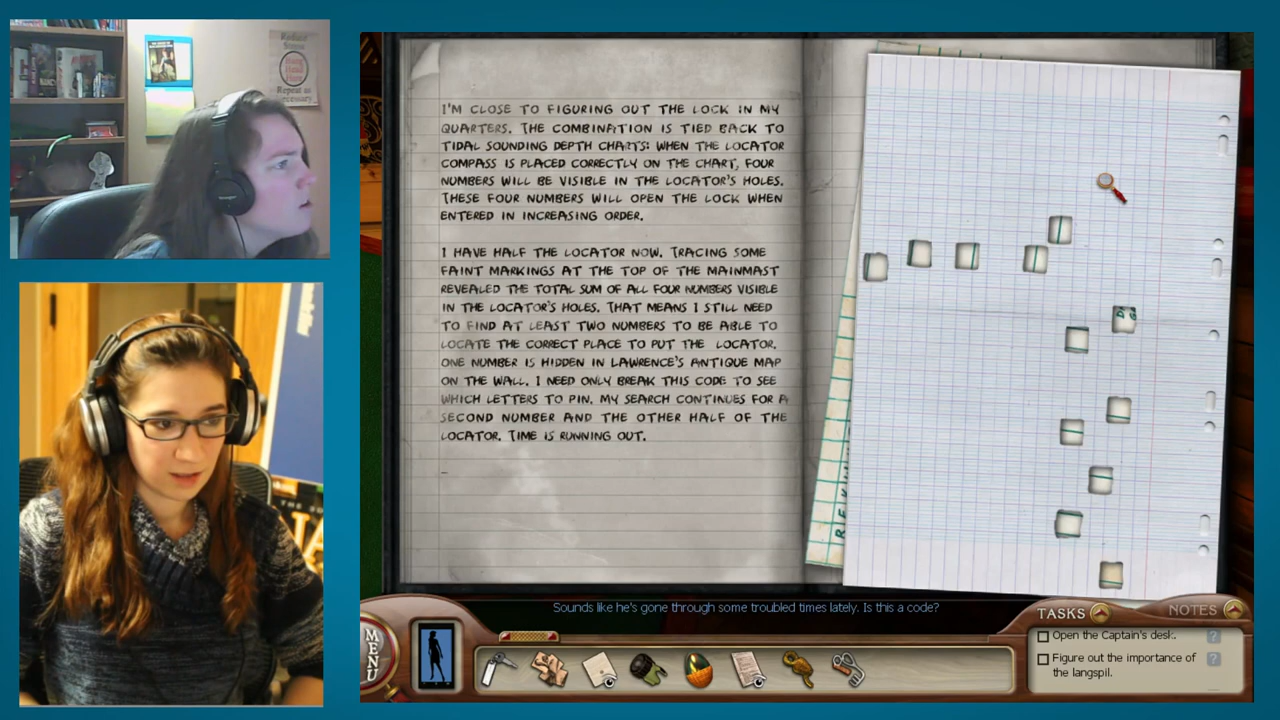 I'M CLOSE TO FIGURING OUT THE LOCK IN MY
QUARTERS. THE COMBINATION IS TIED BACK TO
TIDAL SOUNDING DEPTH CHARTS: WHEN THE LOCATOR
COMPASS IS PLACED CORRECTLY ON THE CHART, FOUR
NUMBERS WILL BE VISIBLE IN THE LOCATOR'S HOLES.
THESE FOUR NUMBERS WILL OPEN THE LOCK WHEN
ENTERED IN INCREASING ORDER.
I HAVE HALF THE LOCATOR NOW. TRACING SOME
FAINT MARKINGS AT THE TOP OF THE MAINMAST
REVEALED THE TOTAL SUM OF ALL FOUR NUMBERS VISIBLE
IN THE LOCATOR'S HOLES. THAT MEANS I STILL NEED
TO FIND AT LEAST TWO NUMBERS TO BE ABLE TO
LOCATE THE CORRECT PLACE TO PUT THE LOCATOR.
ONE NUMBER IS HIDDEN IN LAWRENCE'S ANTIQUE MAP
ON THE WALL. I NEED ONLY BREAK THIS CODE TO SEE
WHICH LETTERS TO PIN. MY SEARCH CONTINUES FOR A
SECOND NUMBER AND THE OTHER HALF OF THE
LOCATOR. TIME IS RUNNING OUT.
Sounds like he's gone through some troubled times lately. Is this a code?
MENU
TASKS
NOTES
Open the Captain's desk.
?
Figure out the importance of
the langspil.
?